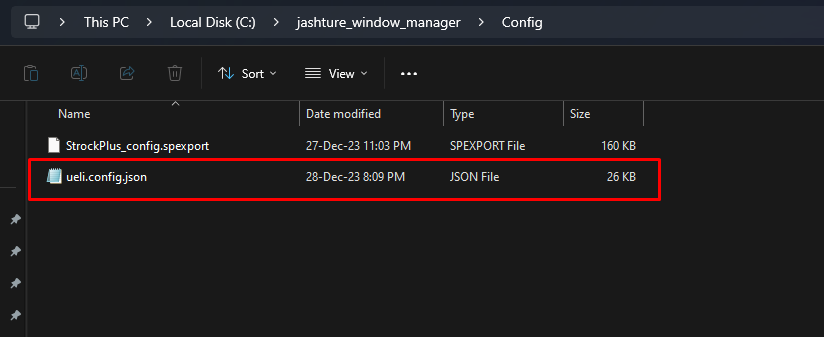 This PC > Local Disk (C:) > jashture_window_manager > Config
Sort View
Name Date modified Type Size
StrockPlus_config.spexport 27-Dec-23 11:03 PM SPEXPORT File 160 KB
ueli.config.json 28-Dec-23 8:09 PM JSON File 26 KB